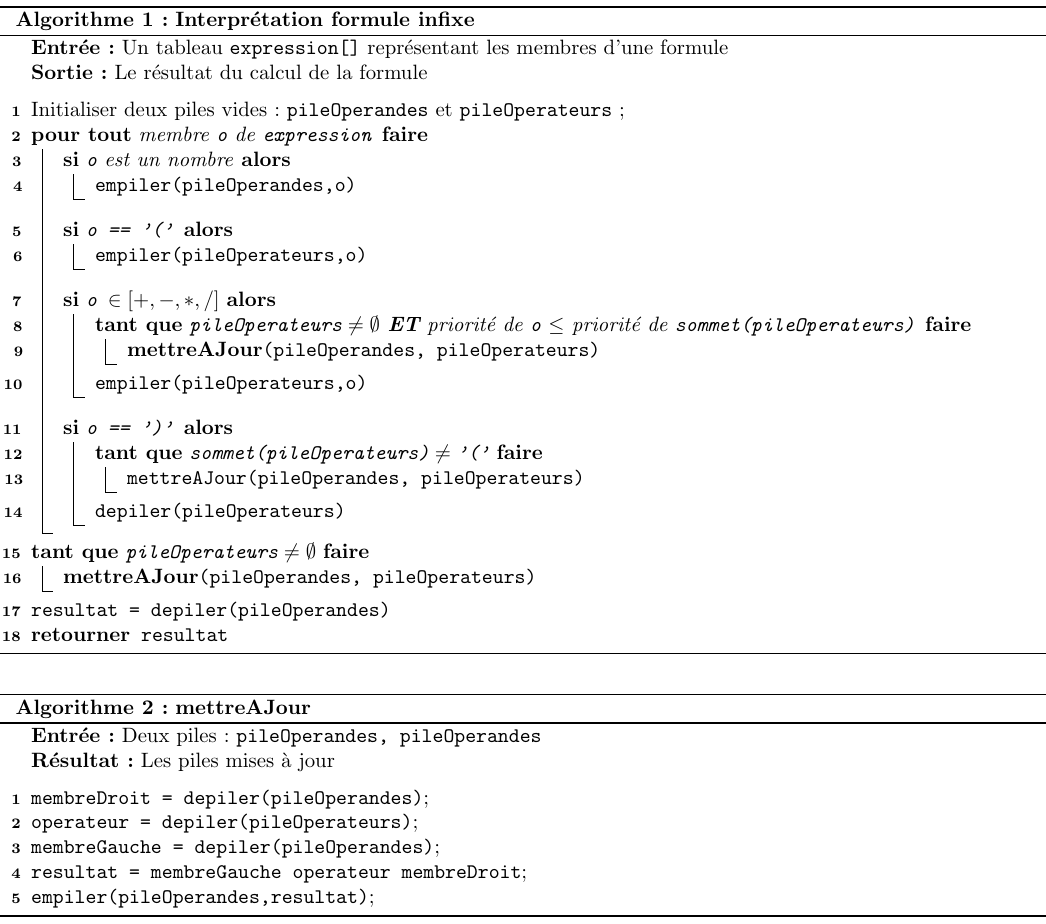 Algorithme 1 : Interprétation formule infixe
Entrée : Un tableau expression[] représentant les membres d'une formule
Sortie : Le résultat du calcul de la formule
1 Initialiser deux piles vides : pileOperandes et pileOperateurs ;
2 pour tout membre o de expression faire
3 si o est un nombre alors
4 empiler(pileOperandes,o)
5 si o == '(' alors
6 empiler(pileOperateurs,o)
7 si o ∈ [+, −, ∗, /] alors
8 tant que pileOperateurs ≠ ∅ ET priorité de o ≤ priorité de sommet(pileOperateurs) faire
9 mettreAJour(pileOperandes, pileOperateurs)
10 empiler(pileOperateurs,o)
11 si o == ')' alors
12 tant que sommet(pileOperateurs) ≠ '(' faire
13 mettreAJour(pileOperandes, pileOperateurs)
14 depiler(pileOperateurs)
15 tant que pileOperateurs ≠ ∅ faire
16 mettreAJour(pileOperandes, pileOperateurs)
17 resultat = depiler(pileOperandes)
18 retourner resultat
Algorithme 2 : mettreAJour
Entrée : Deux piles : pileOperandes, pileOperandes
Résultat : Les piles mises à jour
1 membreDroit = depiler(pileOperandes);
2 operateur = depiler(pileOperateurs);
3 membreGauche = depiler(pileOperandes);
4 resultat = membreGauche operateur membreDroit;
5 empiler(pileOperandes,resultat);